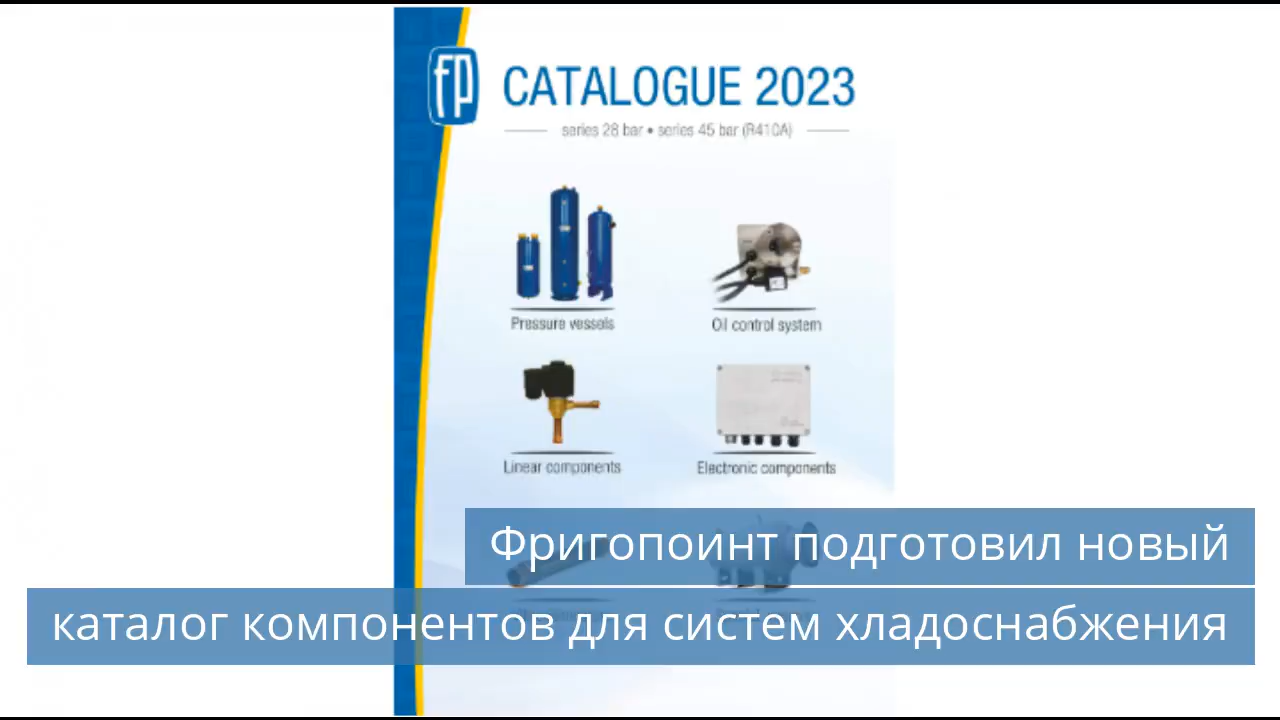 fp
CATALOGUE 2023
series 28 bar • series 45 bar (R410A)
Pressure vessels
Oil control system
Linear components
Electronic components
Фригопоинт подготовил новый
каталог компонентов для систем хладоснабжения